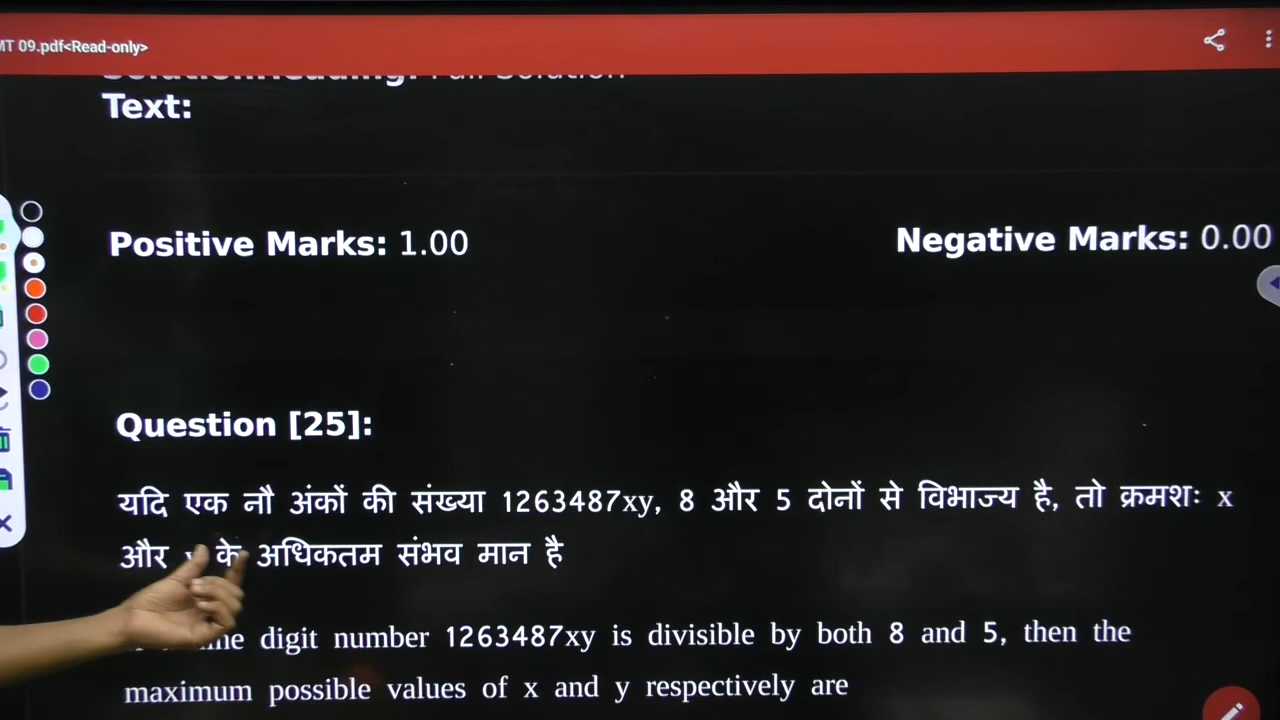 MT 09.pdf<Read-only>
Full Solution
Text:
Positive Marks: 1.00
Negative Marks: 0.00
Question [25]:
यदि एक नौ अंकों की संख्या 1263487xy, 8 और 5 दोनों से विभाज्य है, तो क्रमशः x
और के अधिकतम संभव मान है
digit number 1263487xy is divisible by both 8 and 5, then the
maximum possible values of x and y respectively are